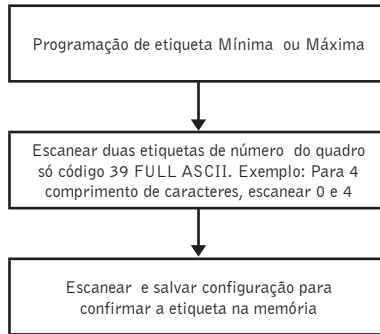 Programação de etiqueta Mínima ou Máxima
Escanear duas etiquetas de número do quadro
só código 39 FULL ASCII. Exemplo: Para 4
comprimento de caracteres, escanear 0 e 4
Escanear e salvar configuração para
confirmar a etiqueta na memória